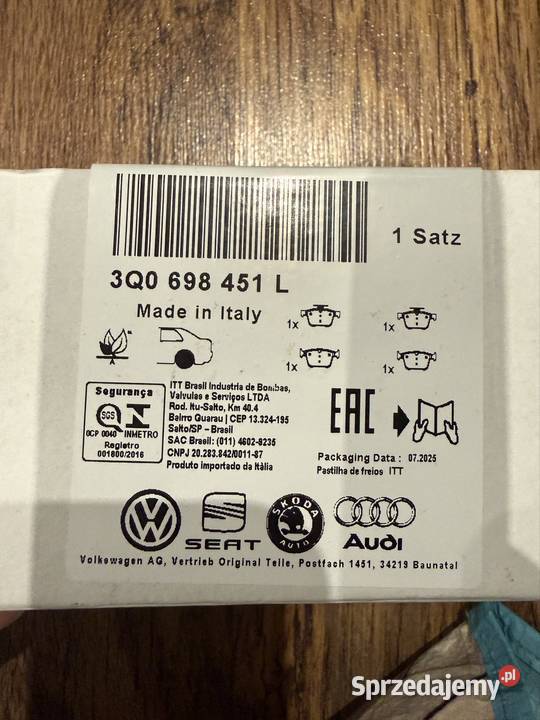 1 Satz
3Q0 698 451 L
Made in Italy
1x
1x
1x
1x
Segurança
SGS
OCP 0040
INMETRO
Registro
001800/2016
ITT Brasil Industria de Bombas,
Valvulas e Serviços LTDA
Rod. Itu-Salto, Km 40.4
Bairro Guarau | CEP 13.324-195
Salto/SP – Brasil
SAC Brasil: (011) 4602-8235
CNPJ 20.283.842/0011-87
Produto importado da Itália
EAC
Packaging Data : 07.2025
Pastilha de freios ITT
SEAT
SKODA
AUTO
Audi
Volkswagen AG, Vertrieb Original Teile, Postfach 1451, 34219 Baunatal
Sprzedajemy.pl